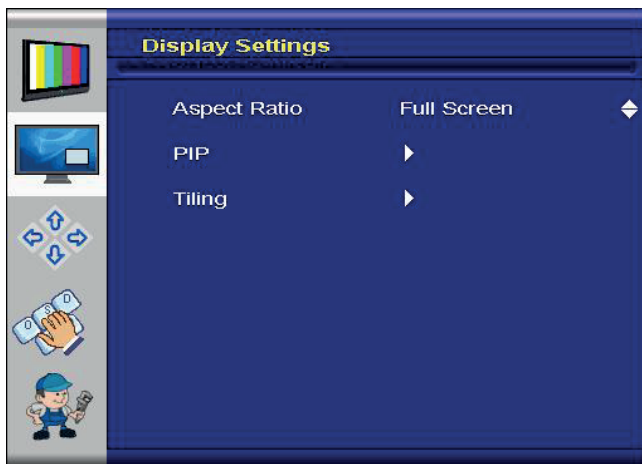 Display Settings
Aspect Ratio Full Screen
PIP
Tiling
O S D